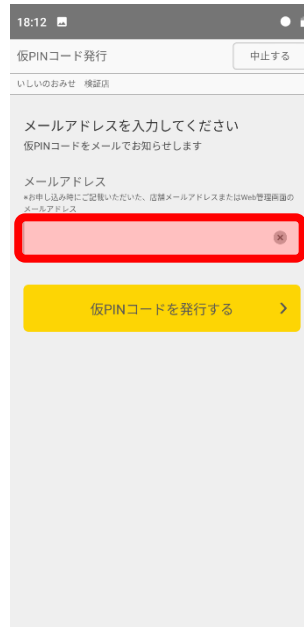 18:12
仮PINコード発行
中止する
いしいのおみせ 検証店
メールアドレスを入力してください
仮PINコードをメールでお知らせします
メールアドレス
※お申し込み時にご記載いただいた、店舗メールアドレスまたはWeb管理画面の
メールアドレス
仮PINコードを発行する